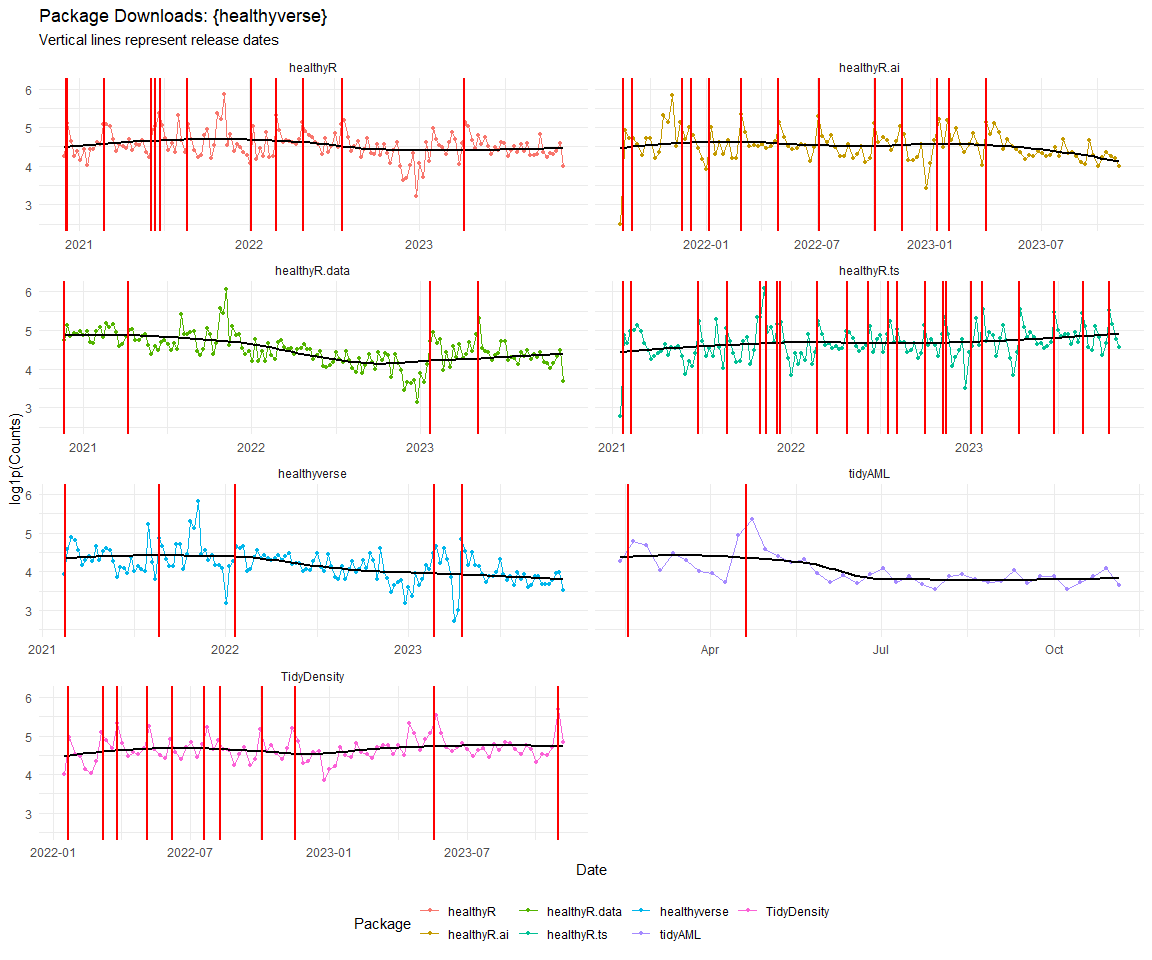 Package Downloads: {healthyverse}
Vertical lines represent release dates
healthyR
healthyR.ai
6
5
4
3
2021
2022
2023
2022-01
2022-07
2023-01
2023-07
healthyR.data
healthyR.ts
6
5
4
3
2021
2022
2023
2021
2022
2023
log1p(Counts)
healthyverse
tidyAML
6
5
4
3
2021
2022
2023
Apr
Jul
Oct
TidyDensity
6
5
4
3
2022-01
2022-07
2023-01
2023-07
Date
Package
healthyR
healthyR.data
healthyverse
TidyDensity
healthyR.ai
healthyR.ts
tidyAML